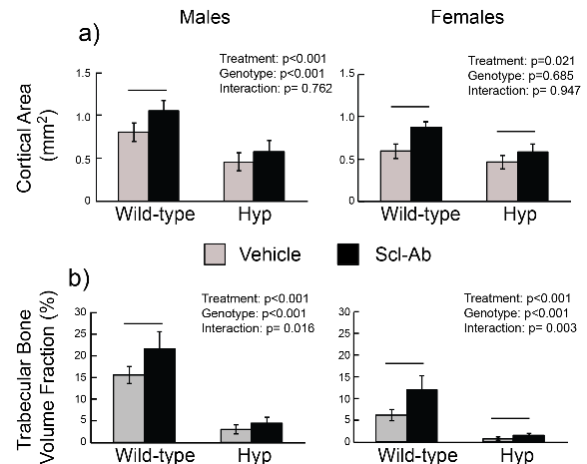 Males
Females
a)
Treatment: p<0.001
Genotype: p<0.001
Interaction: p= 0.762
Treatment: p=0.021
Genotype: p=0.685
Interaction: p= 0.947
Cortical Area
(mm²)
1.5
1.0
0.5
0
1.5
1.0
0.5
0
Wild-type
Hyp
Wild-type
Hyp
Vehicle
Scl-Ab
b)
Treatment: p<0.001
Genotype: p<0.001
Interaction: p= 0.016
Treatment: p<0.001
Genotype: p<0.001
Interaction: p= 0.003
Trabecular Bone
Volume Fraction (%)
30
25
20
15
10
5
0
30
25
20
15
10
5
0
Wild-type
Hyp
Wild-type
Hyp